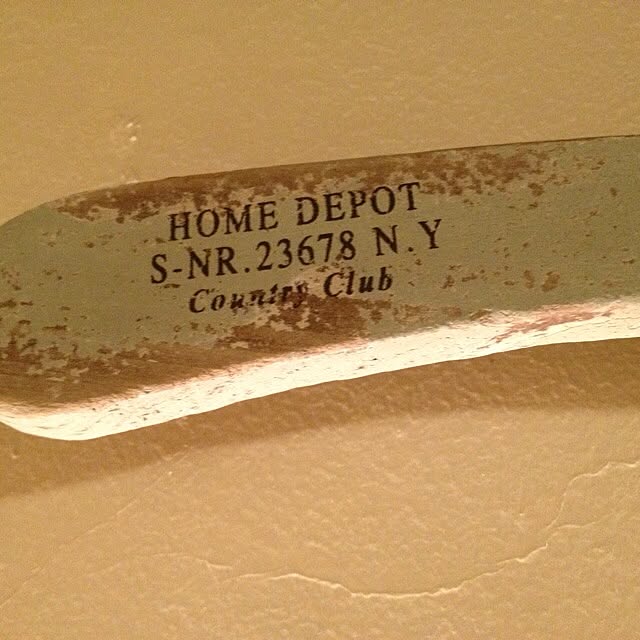 HOME DEPOT
S-NR.23678 N.Y
Country Club